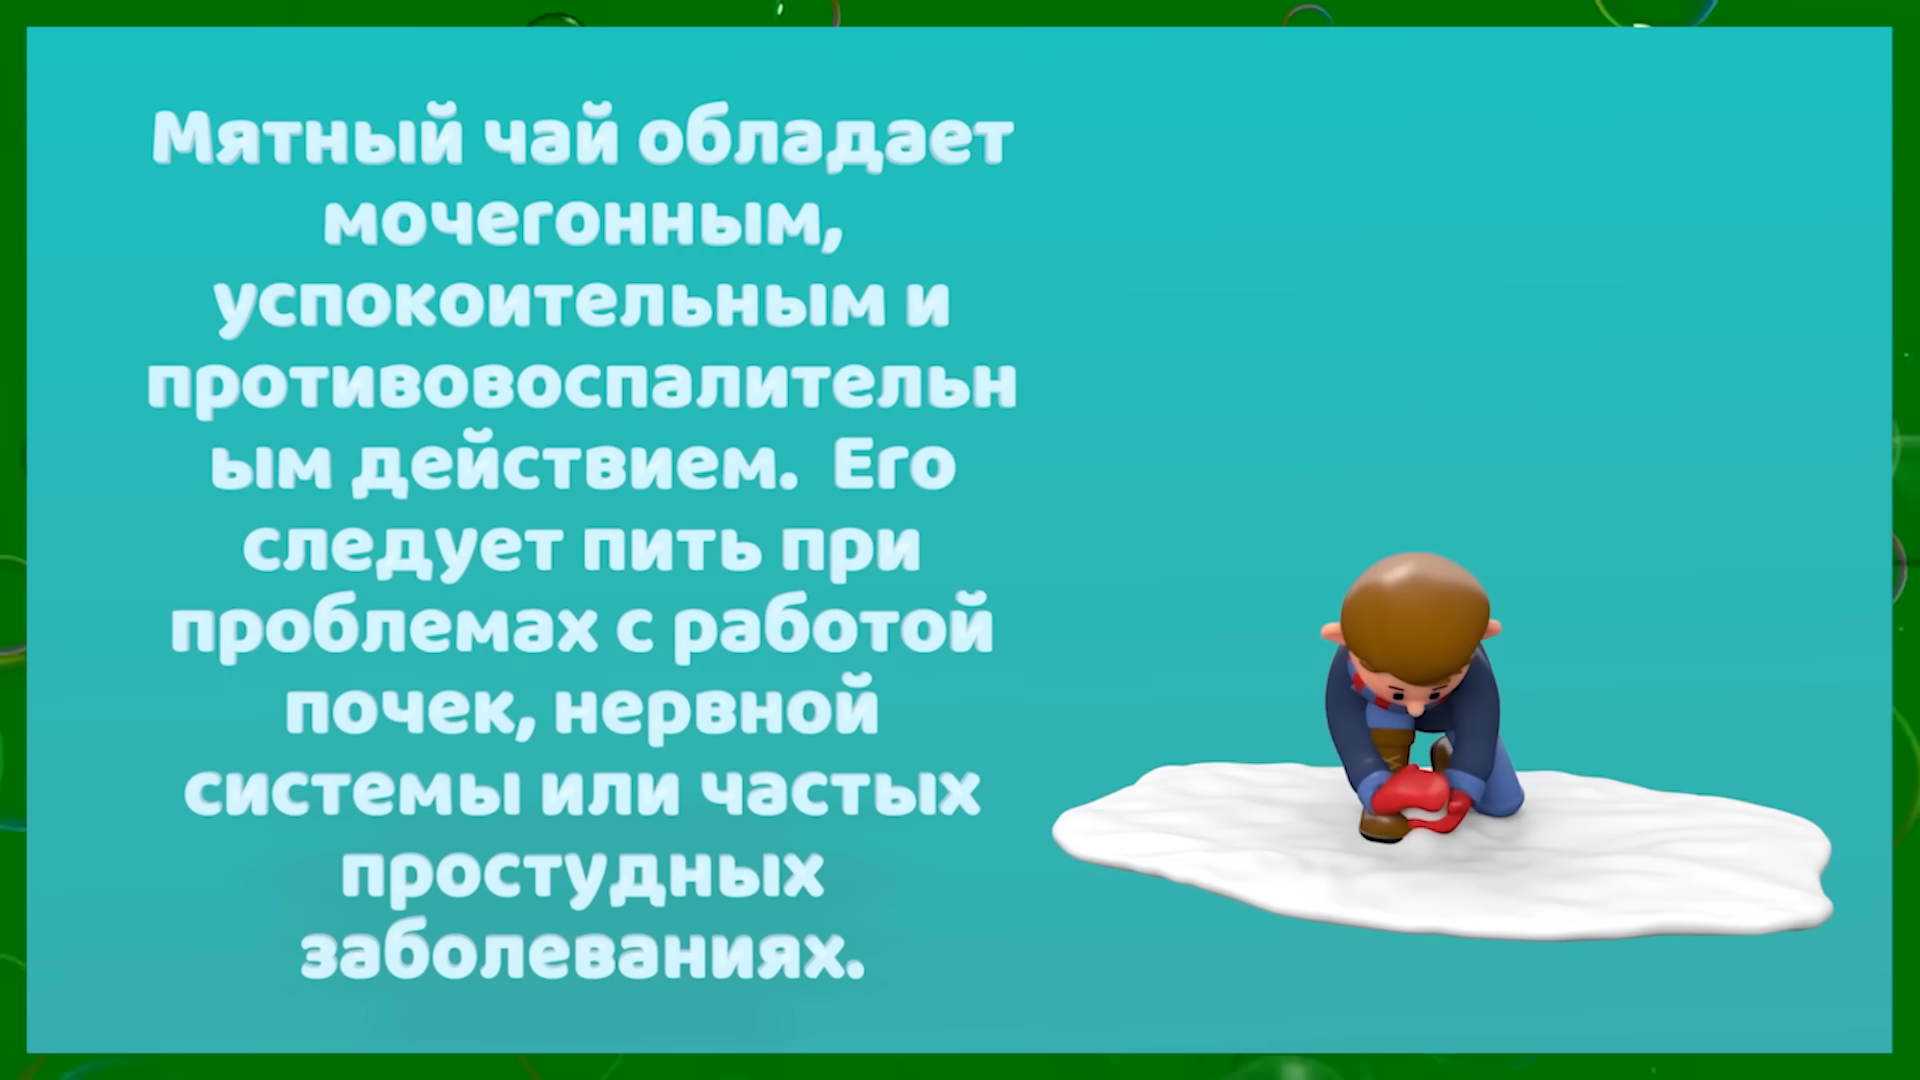 Мятный чай обладает
мочегонным,
успокоительным и
противовоспалительн
ым действием.  Его
следует пить при
проблемах с работой
почек, нервной
системы или частых
простудных
заболеваниях.